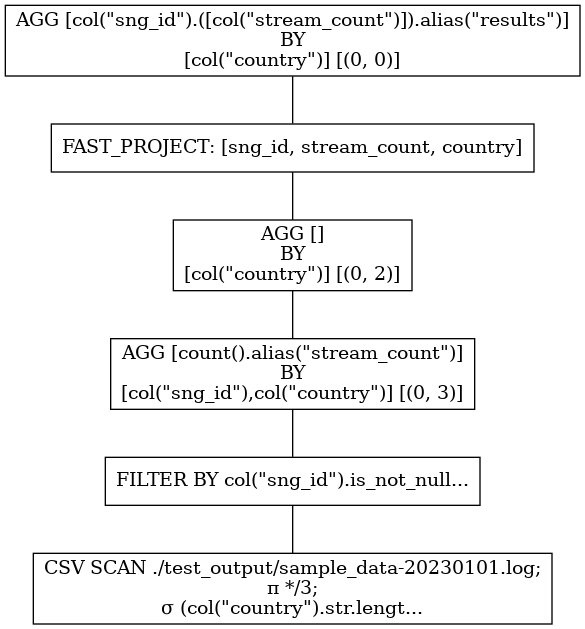 AGG [col("sng_id").([col("stream_count")]).alias("results")]
BY
[col("country")] [(0, 0)]
FAST_PROJECT: [sng_id, stream_count, country]
AGG []
BY
[col("country")] [(0, 2)]
AGG [count().alias("stream_count")]
BY
[col("sng_id"),col("country")] [(0, 3)]
FILTER BY col("sng_id").is_not_null...
CSV SCAN ./test_output/sample_data-20230101.log;
π */3;
σ (col("country").str.lengt...